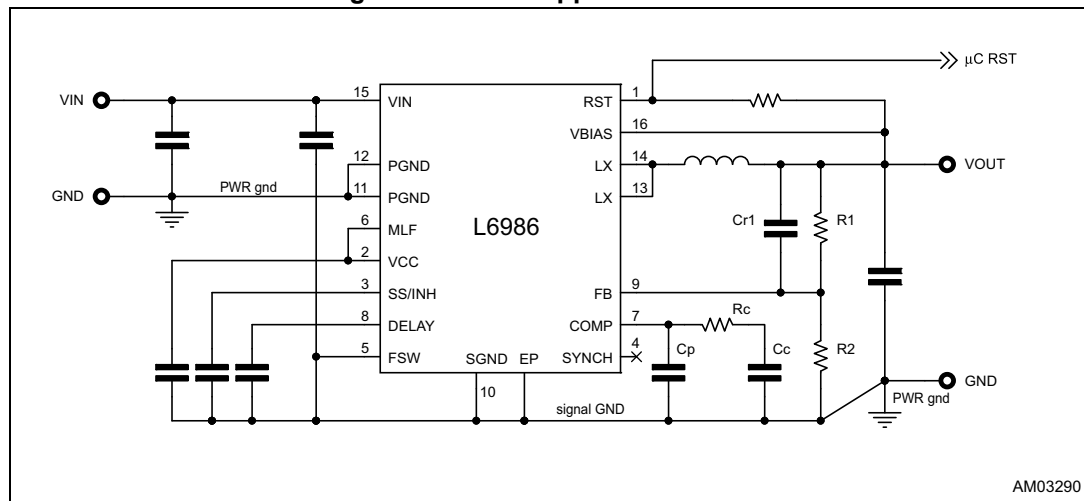 μC RST
VIN
15
VIN
RST
1
VBIAS
16
12
PGND
LX
14
VOUT
GND
PWR gnd
11
PGND
LX
13
L6986
Cr1
R1
6
MLF
2
VCC
3
SS/INH
FB
9
8
DELAY
COMP
7
Rc
5
FSW
SGND
EP
SYNCH
4
Cp
Cc
R2
10
signal GND
GND
PWR gnd
AM03290